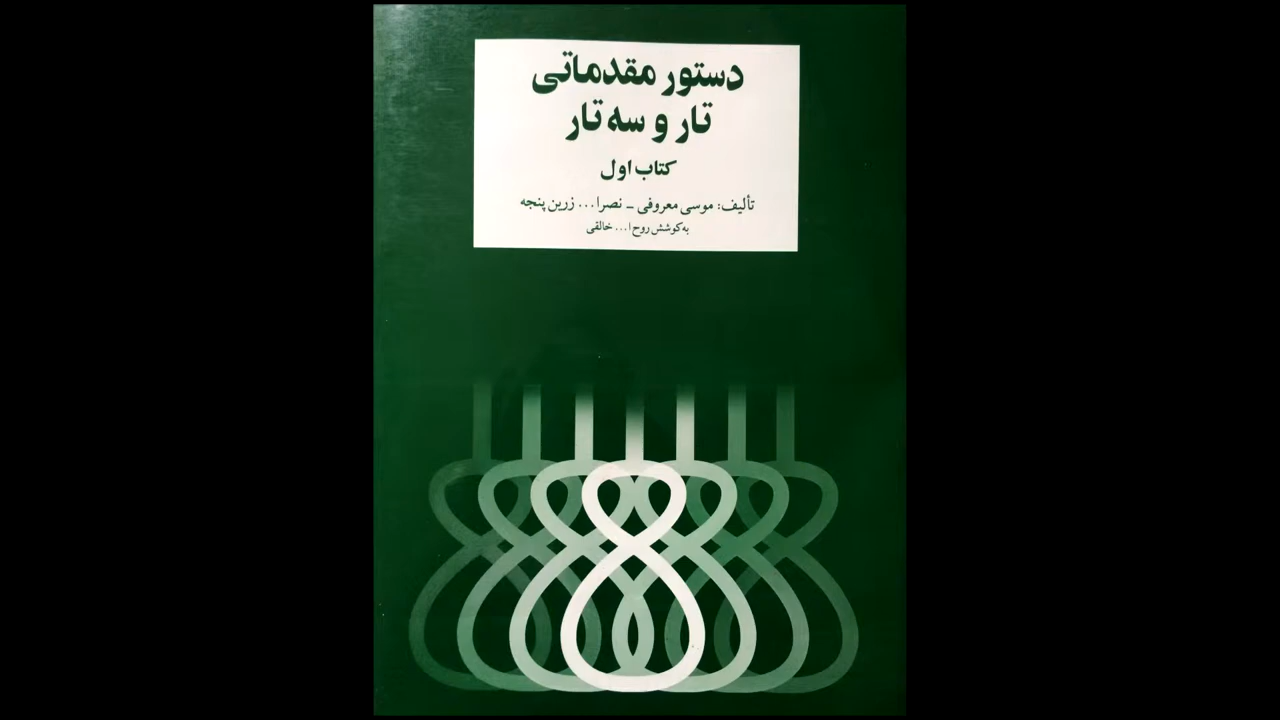 دستور مقدماتی
تار و سه تار
کتاب اول
تألیف: موسی معروفی - نصرا... زرین پنجه
به کوشش روح ا... خالقی